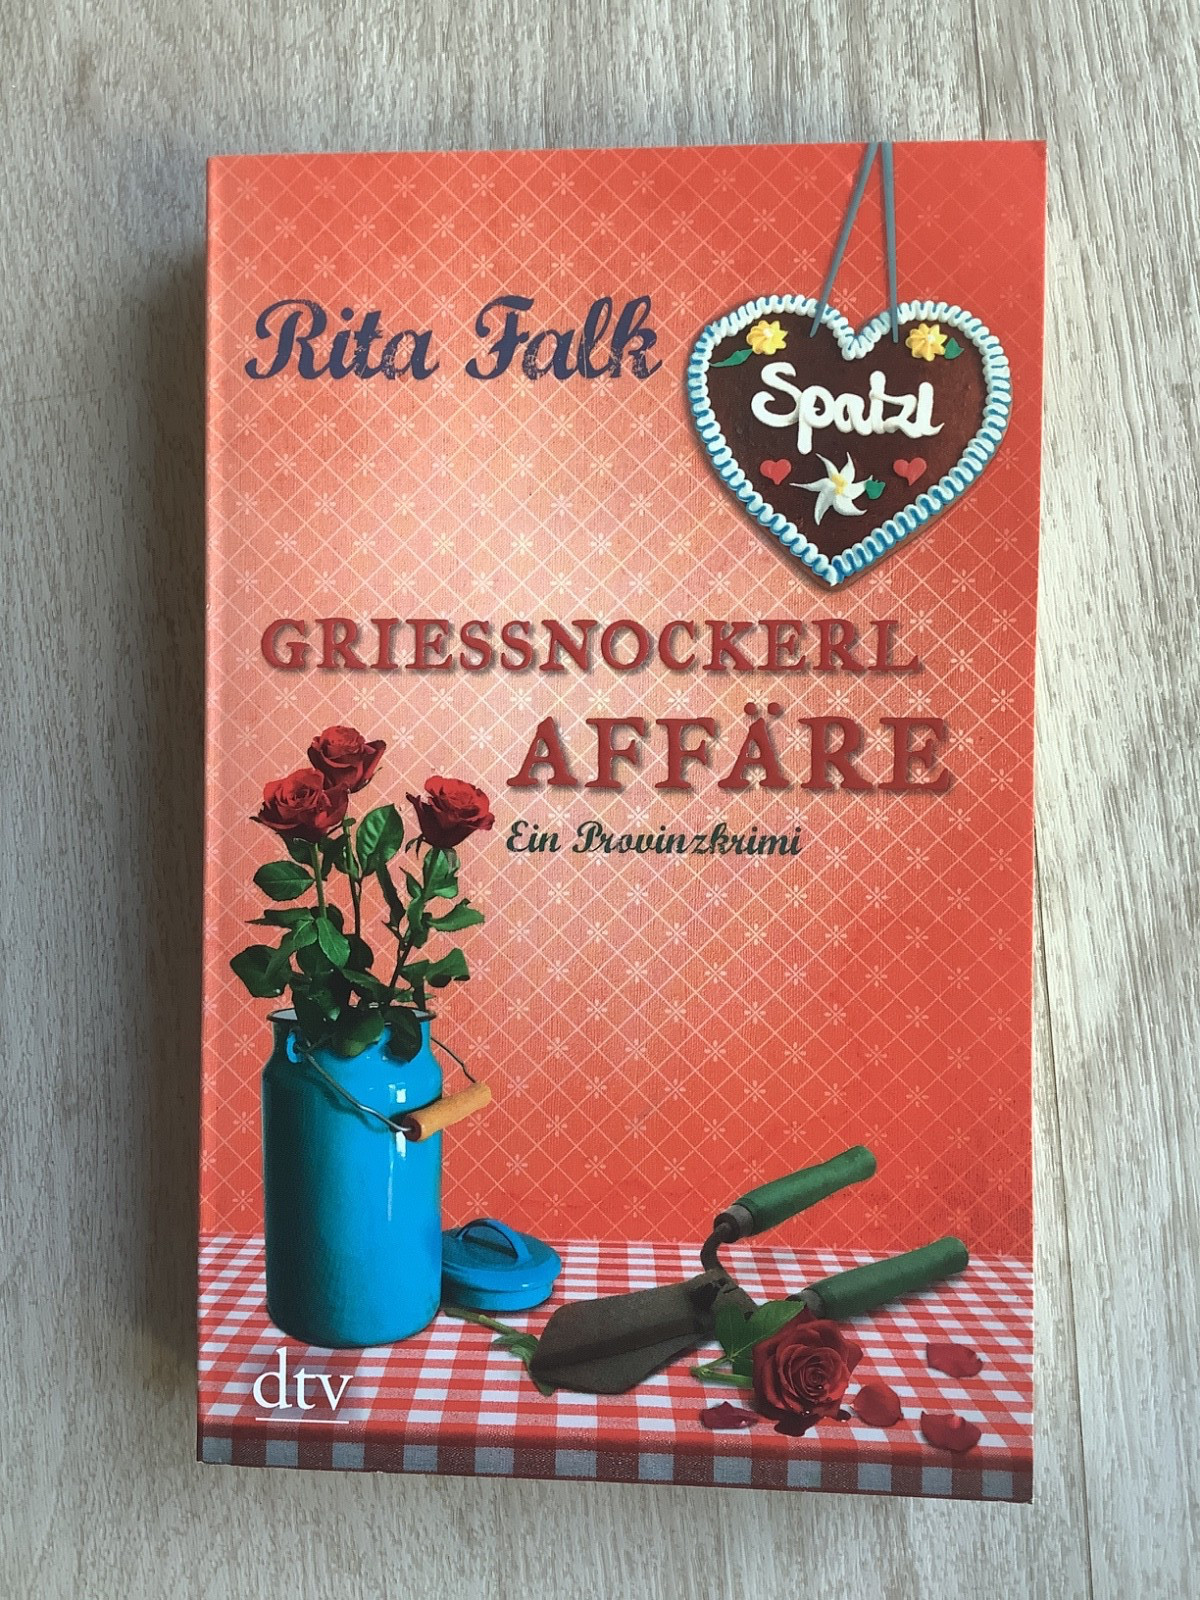 Rita Falk
Spatzl
GRIESSNOCKERL
AFFÄRE
Ein Provinzkrimi
dtv